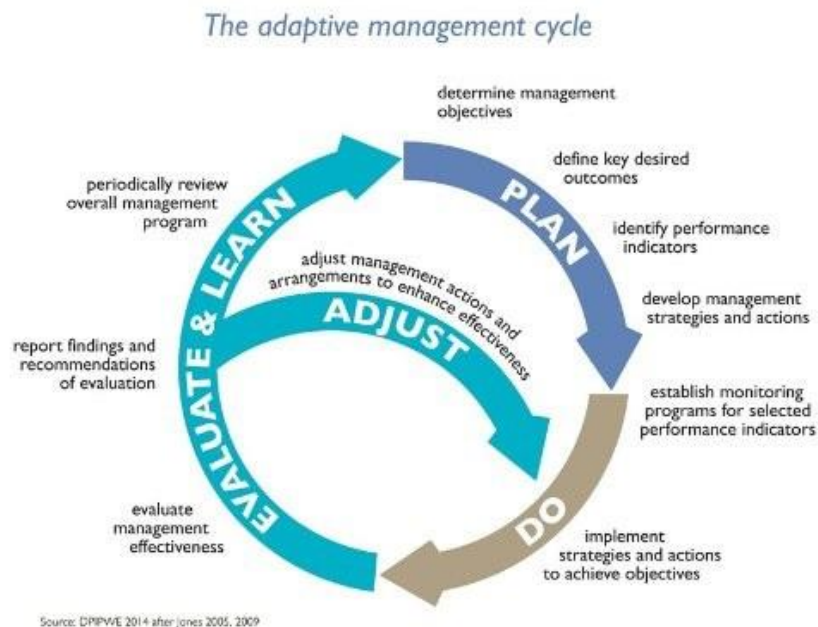 The adaptive management cycle
determine management
objectives
define key desired
outcomes
PLAN
identify performance
indicators
develop management
strategies and actions
establish monitoring
programs for selected
performance indicators
DO
implement
strategies and actions
to achieve objectives
evaluate
management
effectiveness
EVALUATE & LEARN
report findings and
recommendations
of evaluation
periodically review
overall management
program
adjust management actions and
arrangements to enhance effectiveness
ADJUST
Source: DPIPWE 2014 after Jones 2005, 2009